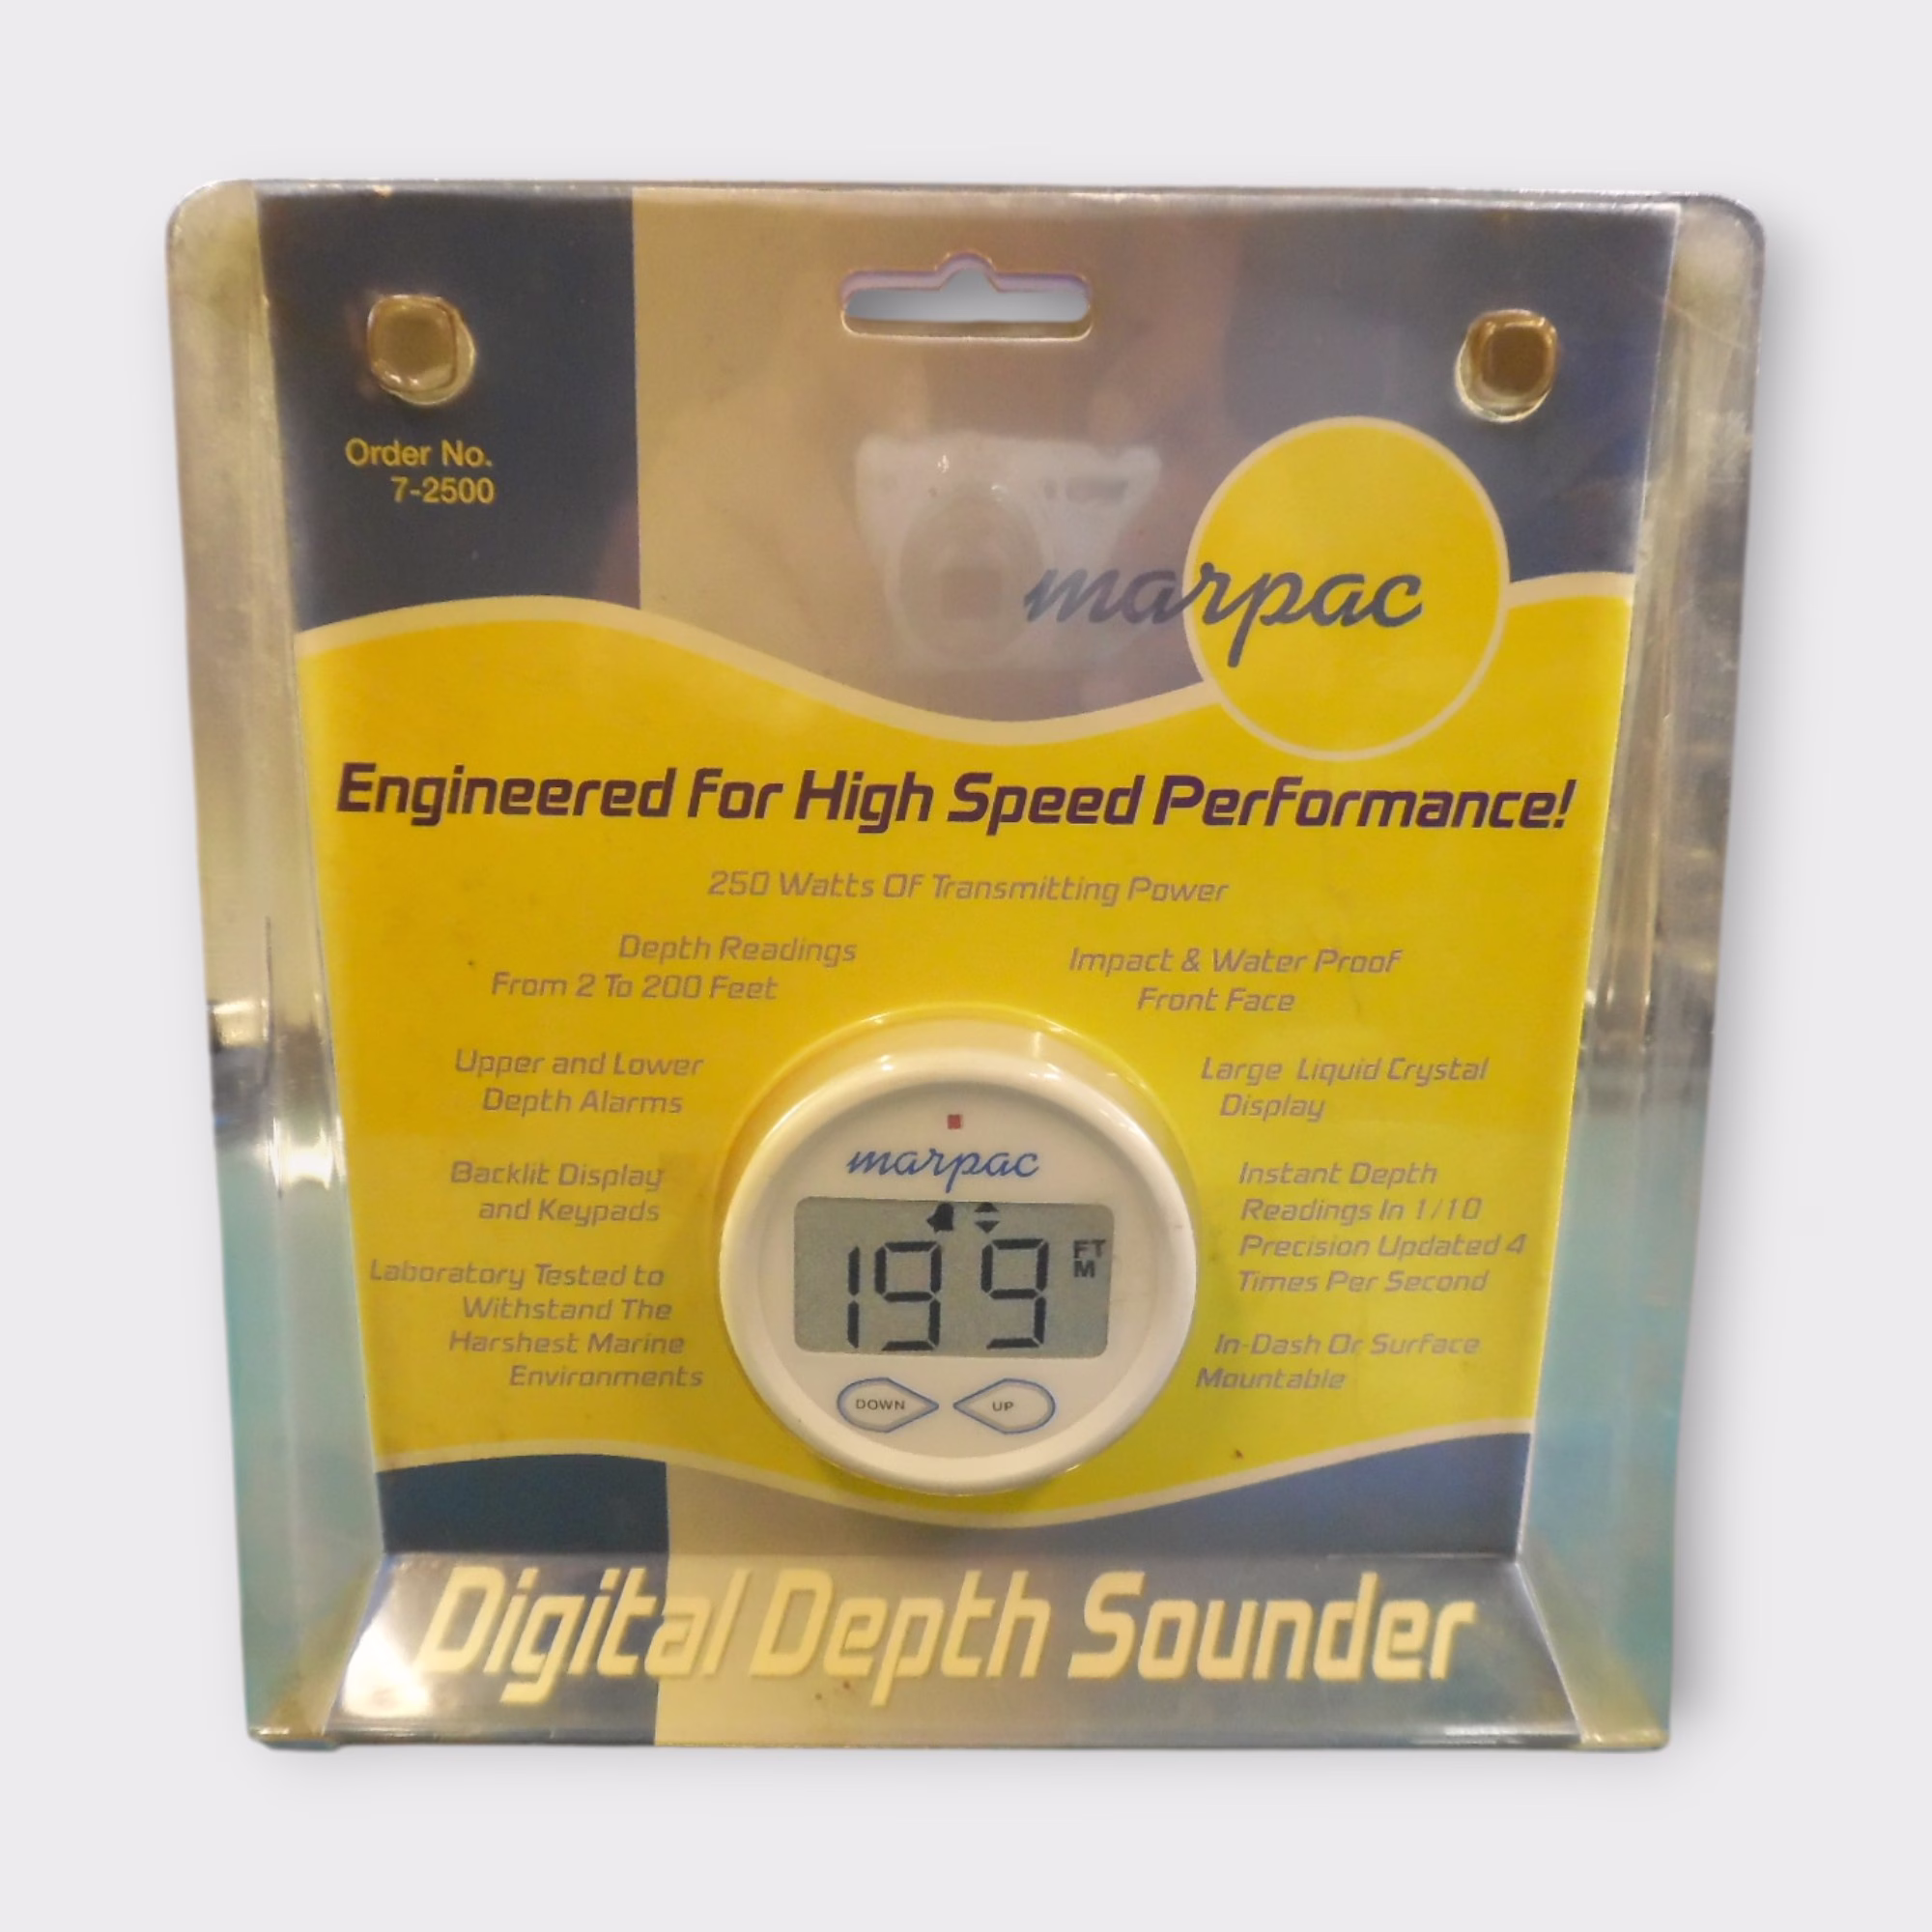 Order No.
7-2500
marpac
Engineered For High Speed Performance!
250 Watts Of Transmitting Power
Depth Readings
From 2 To 200 Feet
Impact & Water Proof
Front Face
Upper and Lower
Depth Alarms
Large Liquid Crystal
Display
Backlit Display
and Keypads
Instant Depth
Readings In 1/10
Precision Updated 4
Times Per Second
Laboratory Tested to
Withstand The
Harshest Marine
Environments
In-Dash Or Surface
Mountable
marpac
199
FT
M
DOWN
UP
Digital Depth Sounder